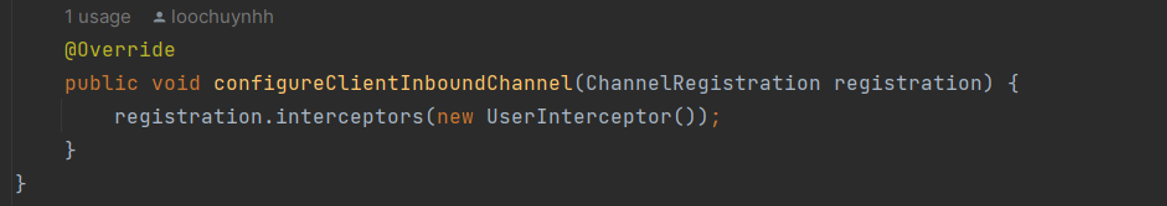 1 usage loochuynhh
@Override
public void configureClientInboundChannel(ChannelRegistration registration) {
registration.interceptors(new UserInterceptor());
}
}